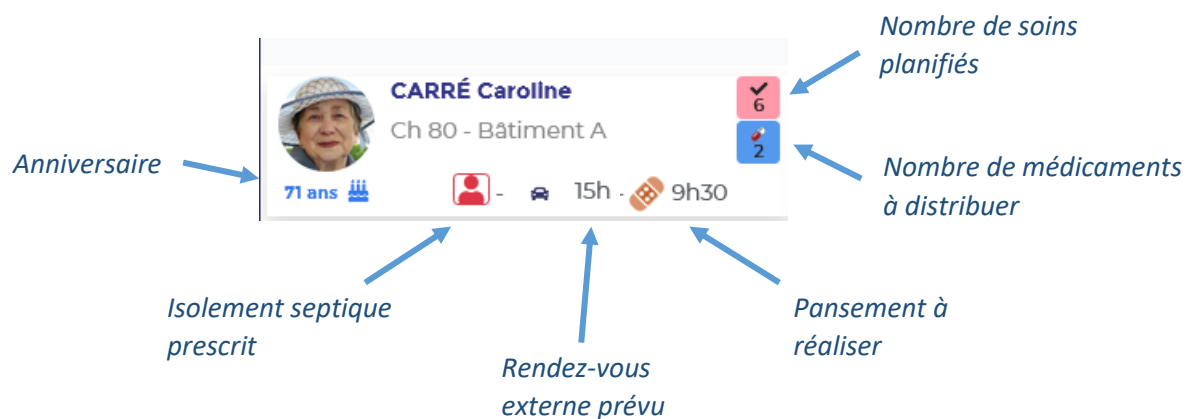 Nombre de soins
planifiés
CARRÉ Caroline
6
Ch 80 - Bâtiment A
2
Anniversaire
Nombre de médicaments
à distribuer
71 ans
- 15h - 9h30
Isolement septique
prescrit
Pansement à
réaliser
Rendez-vous
externe prévu